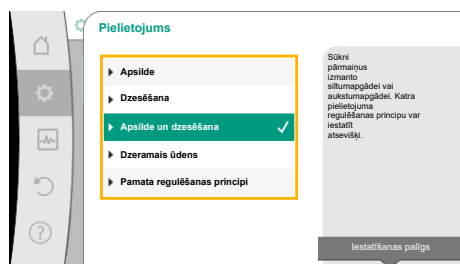 Pielietojums
Apsilde
Dzesēšana
Apsilde un dzesēšana
Dzeramais ūdens
Pamata regulēšanas principi
Sūkni
pārmaiņus
izmanto
siltumapgādei vai
aukstumapgādei. Katra
pielietojuma
regulēšanas principu var
iestatīt
atsevišķi.
Iestatīšanas palīgs